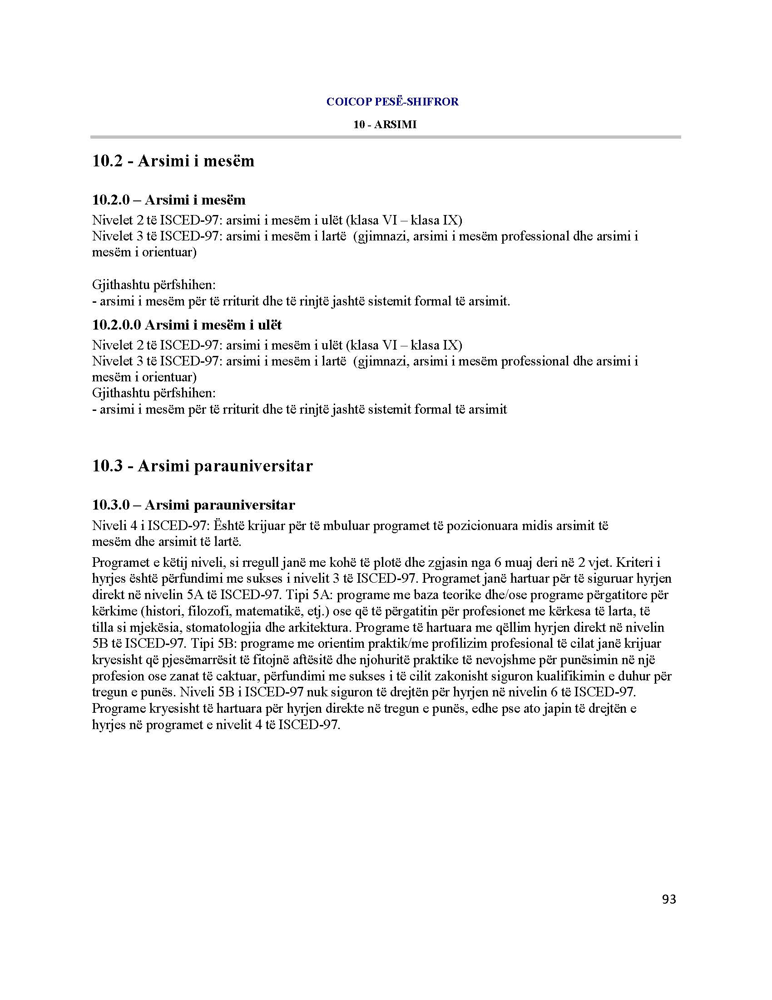 COICOP PESË-SHIFROR
10 - ARSIMI
10.2 - Arsimi i mesëm
10.2.0 – Arsimi i mesëm
Nivelet 2 të ISCED-97: arsimi i mesëm i ulët (klasa VI – klasa IX)
Nivelet 3 të ISCED-97: arsimi i mesëm i lartë  (gjimnazi, arsimi i mesëm professional dhe arsimi i
mesëm i orientuar)
Gjithashtu përfshihen:
- arsimi i mesëm për të rriturit dhe të rinjtë jashtë sistemit formal të arsimit.
10.2.0.0 Arsimi i mesëm i ulët
Nivelet 2 të ISCED-97: arsimi i mesëm i ulët (klasa VI – klasa IX)
Nivelet 3 të ISCED-97: arsimi i mesëm i lartë  (gjimnazi, arsimi i mesëm professional dhe arsimi i
mesëm i orientuar)
Gjithashtu përfshihen:
- arsimi i mesëm për të rriturit dhe të rinjtë jashtë sistemit formal të arsimit
10.3 - Arsimi parauniversitar
10.3.0 – Arsimi parauniversitar
Niveli 4 i ISCED-97: Është krijuar për të mbuluar programet të pozicionuara midis arsimit të
mesëm dhe arsimit të lartë.
Programet e këtij niveli, si rregull janë me kohë të plotë dhe zgjasin nga 6 muaj deri në 2 vjet. Kriteri i
hyrjes është përfundimi me sukses i nivelit 3 të ISCED-97. Programet janë hartuar për të siguruar hyrjen
direkt në nivelin 5A të ISCED-97. Tipi 5A: programe me baza teorike dhe/ose programe përgatitore për
kërkime (histori, filozofi, matematikë, etj.) ose që të përgatitin për profesionet me kërkesa të larta, të
tilla si mjekësia, stomatologjia dhe arkitektura. Programe të hartuara me qëllim hyrjen direkt në nivelin
5B të ISCED-97. Tipi 5B: programe me orientim praktik/me profilizim profesional të cilat janë krijuar
kryesisht që pjesëmarrësit të fitojnë aftësitë dhe njohuritë praktike të nevojshme për punësimin në një
profesion ose zanat të caktuar, përfundimi me sukses i të cilit zakonisht siguron kualifikimin e duhur për
tregun e punës. Niveli 5B i ISCED-97 nuk siguron të drejtën për hyrjen në nivelin 6 të ISCED-97.
Programe kryesisht të hartuara për hyrjen direkte në tregun e punës, edhe pse ato japin të drejtën e
hyrjes në programet e nivelit 4 të ISCED-97.
93